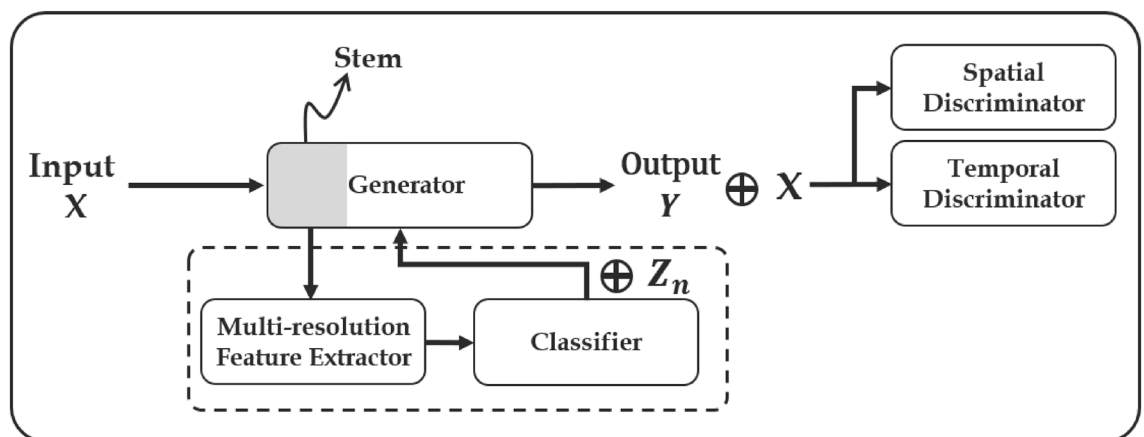 Stem
Input
X
Generator
Output
Y ⊕ X
Spatial
Discriminator
Temporal
Discriminator
⊕ Zₙ
Multi-resolution
Feature Extractor
Classifier